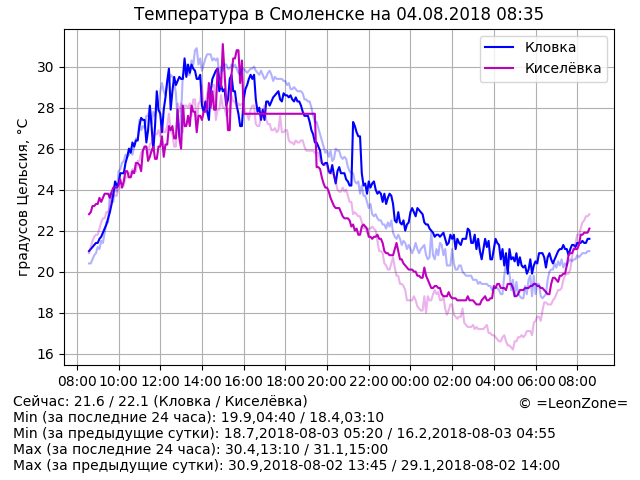 Температура в Смоленске на 04.08.2018 08:35
Кловка
Киселёвка
градусов Цельсия, °C
30
28
26
24
22
20
18
16
08:00 10:00 12:00 14:00 16:00 18:00 20:00 22:00 00:00 02:00 04:00 06:00 08:00
Сейчас: 21.6 / 22.1 (Кловка / Киселёвка)
© =LeonZone=
Min (за последние 24 часа): 19.9,04:40 / 18.4,03:10
Min (за предыдущие сутки): 18.7,2018-08-03 05:20 / 16.2,2018-08-03 04:55
Max (за последние 24 часа): 30.4,13:10 / 31.1,15:00
Max (за предыдущие сутки): 30.9,2018-08-02 13:45 / 29.1,2018-08-02 14:00